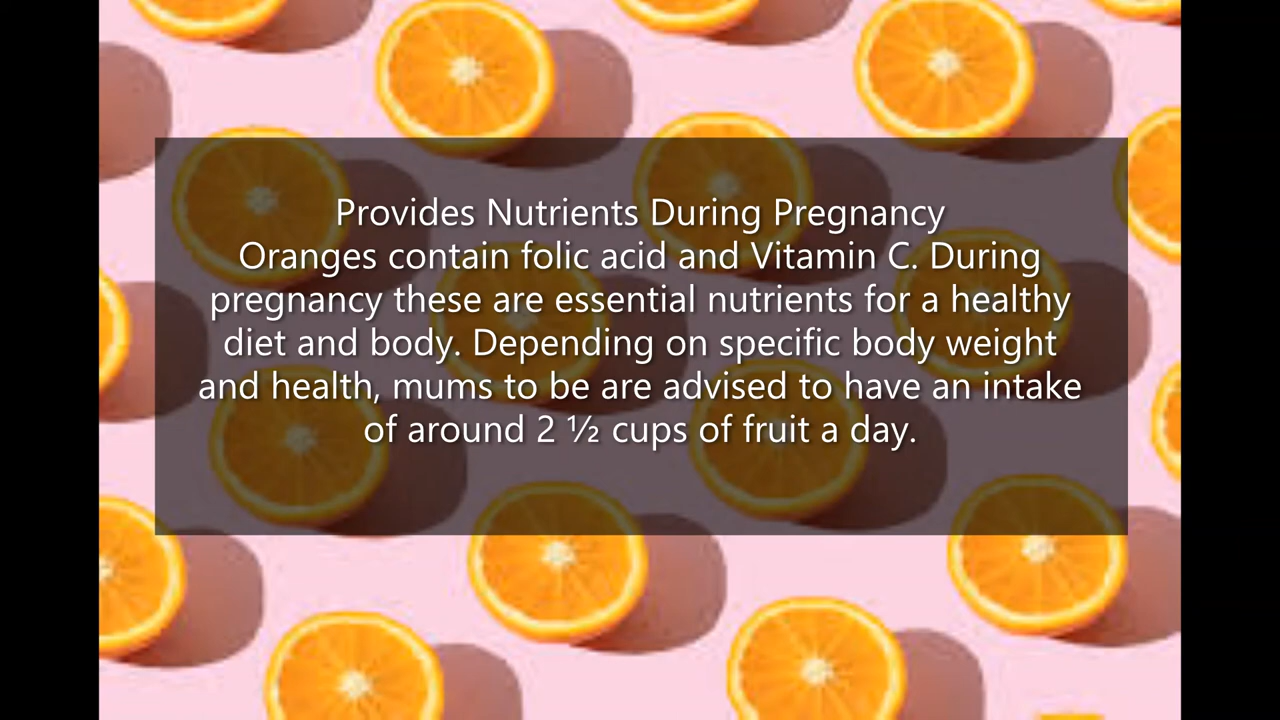 Provides Nutrients During Pregnancy
Oranges contain folic acid and Vitamin C. During
pregnancy these are essential nutrients for a healthy
diet and body. Depending on specific body weight
and health, mums to be are advised to have an intake
of around 2 ½ cups of fruit a day.